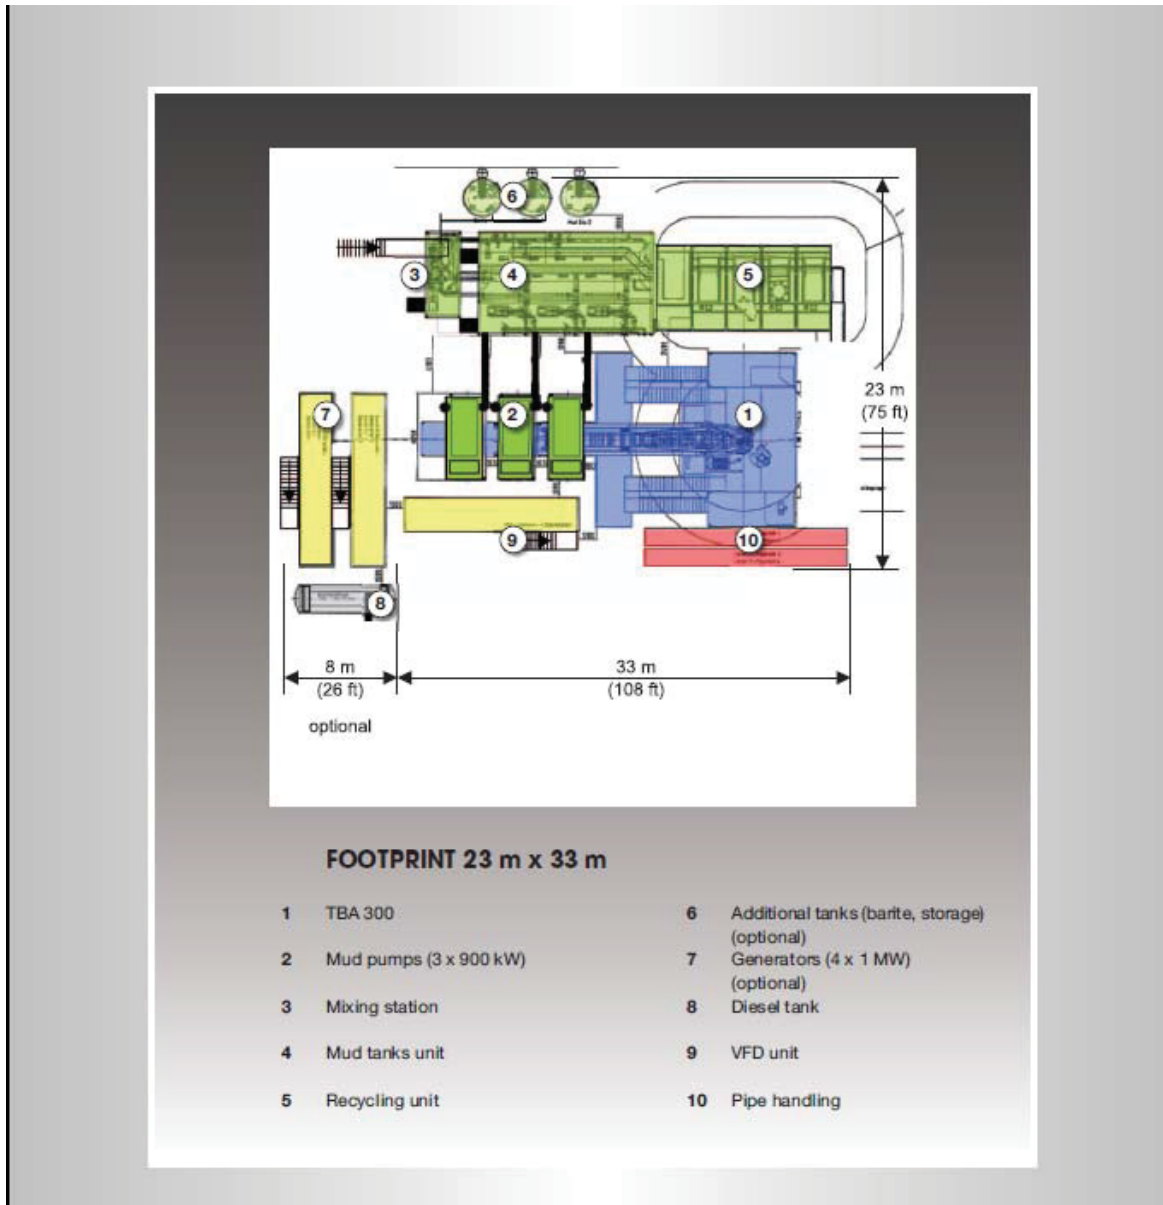 6
3
4
5
23 m
(75 ft)
7
2
1
9
10
8
8 m
(26 ft)
33 m
(108 ft)
optional
FOOTPRINT 23 m x 33 m
1 TBA 300
2 Mud pumps (3 x 900 kW)
3 Mixing station
4 Mud tanks unit
5 Recycling unit
6 Additional tanks (barite, storage)
(optional)
7 Generators (4 x 1 MW)
(optional)
8 Diesel tank
9 VFD unit
10 Pipe handling